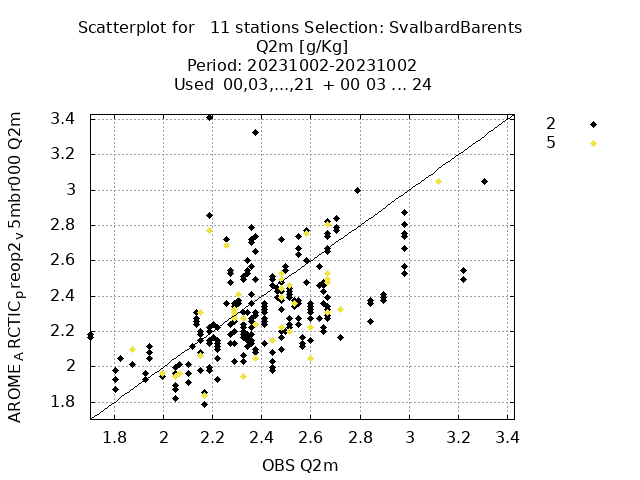 Scatterplot for   11 stations Selection: SvalbardBarents
Q2m [g/Kg]
Period: 20231002-20231002
Used  00,03,...,21  + 00 03 ... 24
2
5
AROME_ARCTIC_preop2_v5mbr000 Q2m
3.4
3.2
3
2.8
2.6
2.4
2.2
2
1.8
1.8 2 2.2 2.4 2.6 2.8 3 3.2 3.4
OBS Q2m